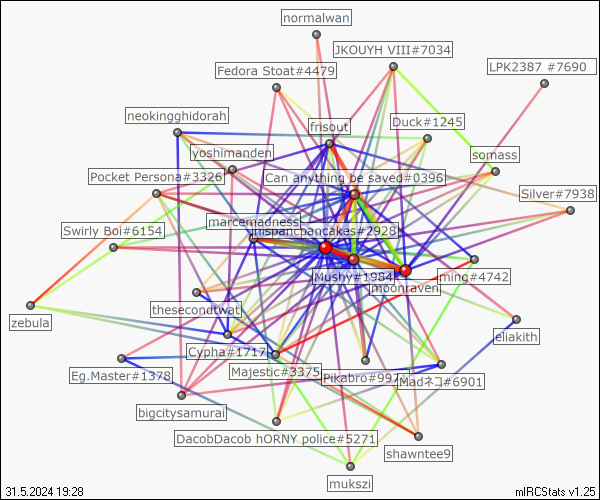 normalwan
JKOUYH VIII#7034
Fedora Stoat#4479
LPK2387 #7690
neokingghidorah
frisout
Duck#1245
yoshimanden
somass
Pocket Persona#3326
Can anything be saved#0396
Silver#7938
marcemadness
hispanicpancakes#2928
Swirly Boi#6154
Mushy#1984
ming#4742
moonraven
thesecondtwat
zebula
eliakith
Cypha#1717
Majestic#3375
Eg.Master#1378
Madネコ#6901
bigcitysamurai
DacobDacob hORNY police#5271
shawntee9
mukszi
31.5.2024 19:28
mIRCStats v1.25